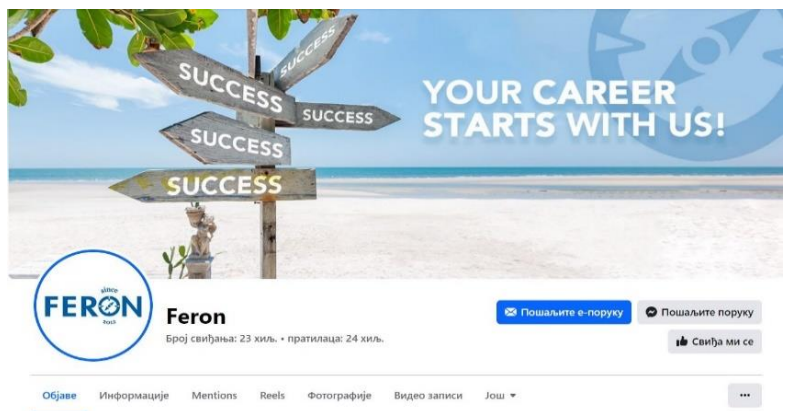 SUCCESS
SUCCESS
SUCCESS
SUCCESS
SUCCESS
YOUR CAREER
STARTS WITH US!
since
FERON
Feron
Број свиђања: 23 хиљ. • пратилаца: 24 хиљ.
Пошаљите е-поруку
Пошаљите поруку
Свиђа ми се
Објаве Информације Mentions Reels Фотографије Видео записи Још